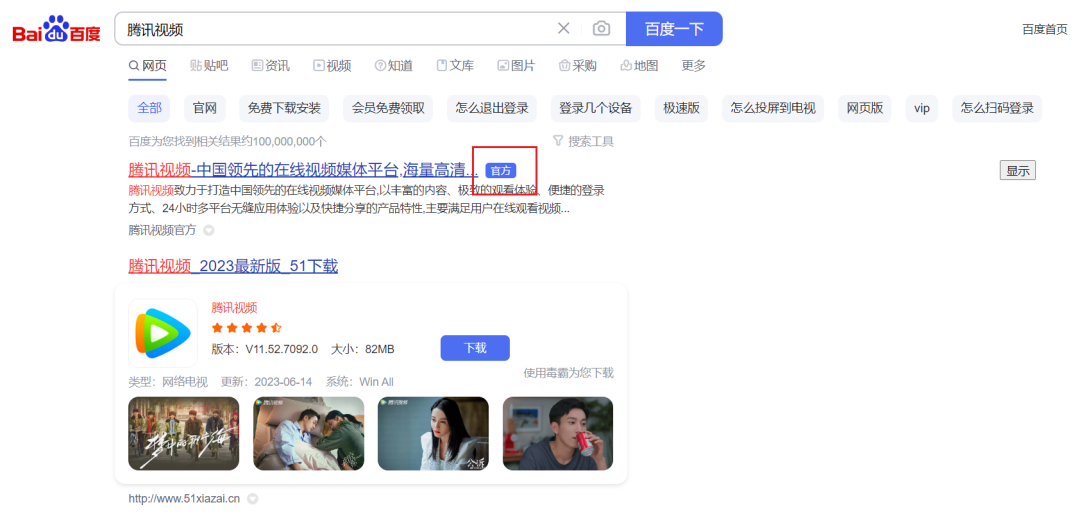 Bai du 百度 腾讯视频 百度一下 百度首页
网页 贴吧 资讯 视频 知道 文库 图片 采购 地图 更多
全部 官网 免费下载安装 会员免费领取 怎么退出登录 登录几个设备 极速版 怎么投屏到电视 网页版 vip 怎么扫码登录
百度为您找到相关结果约100,000,000个 搜索工具
腾讯视频-中国领先的在线视频媒体平台,海量高清... 官方 显示
腾讯视频致力于打造中国领先的在线视频媒体平台,以丰富的内容、极致的观看体验、便捷的登录
方式、24小时多平台无缝应用体验以及快捷分享的产品特性,主要满足用户在线观看视频...
腾讯视频官方
腾讯视频_2023最新版_51下载
腾讯视频
版本：V11.52.7092.0 大小：82MB 下载
使用毒霸为您下载
类型：网络电视 更新：2023-06-14 系统：Win All
腾讯视频 腾讯视频
公诉
http://www.51xiazai.cn